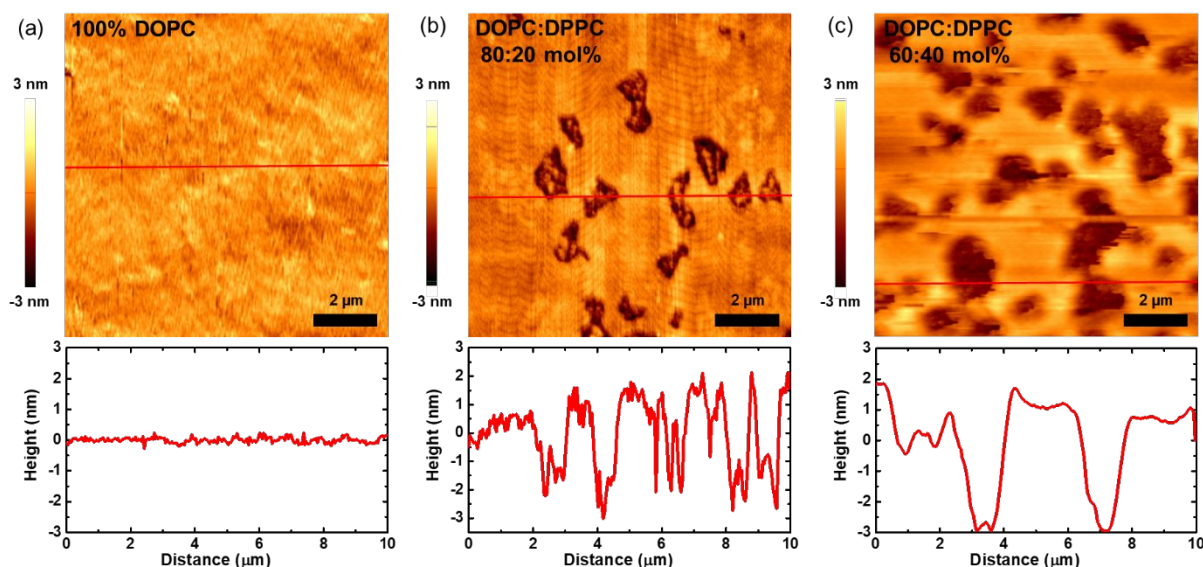 (a)
100% DOPC
3 nm
-3 nm
2 µm
(b)
DOPC:DPPC
80:20 mol%
3 nm
-3 nm
2 µm
(c)
DOPC:DPPC
60:40 mol%
3 nm
-3 nm
2 µm
Height (nm)
3
2
1
0
-1
-2
-3
0 2 4 6 8 10
Distance (µm)
Height (nm)
3
2
1
0
-1
-2
-3
0 2 4 6 8 10
Distance (µm)
Height (nm)
3
2
1
0
-1
-2
-3
0 2 4 6 8 10
Distance (µm)